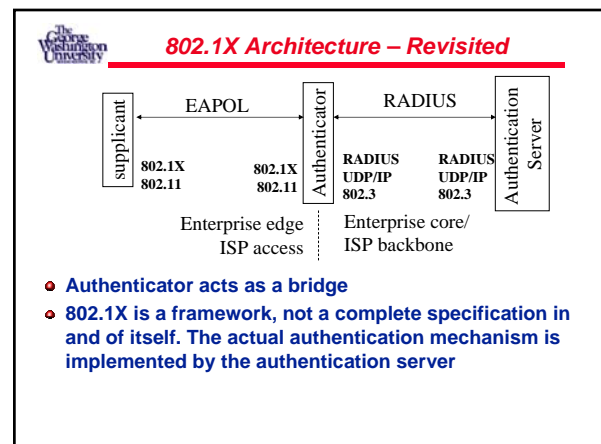 The
George
Washington
University
802.1X Architecture – Revisited
EAPOL
RADIUS
supplicant
802.1X
802.11
802.1X
802.11
Authenticator
RADIUS
UDP/IP
802.3
RADIUS
UDP/IP
802.3
Authentication
Server
Enterprise edge
ISP access
Enterprise core/
ISP backbone
Authenticator acts as a bridge
802.1X is a framework, not a complete specification in
and of itself. The actual authentication mechanism is
implemented by the authentication server